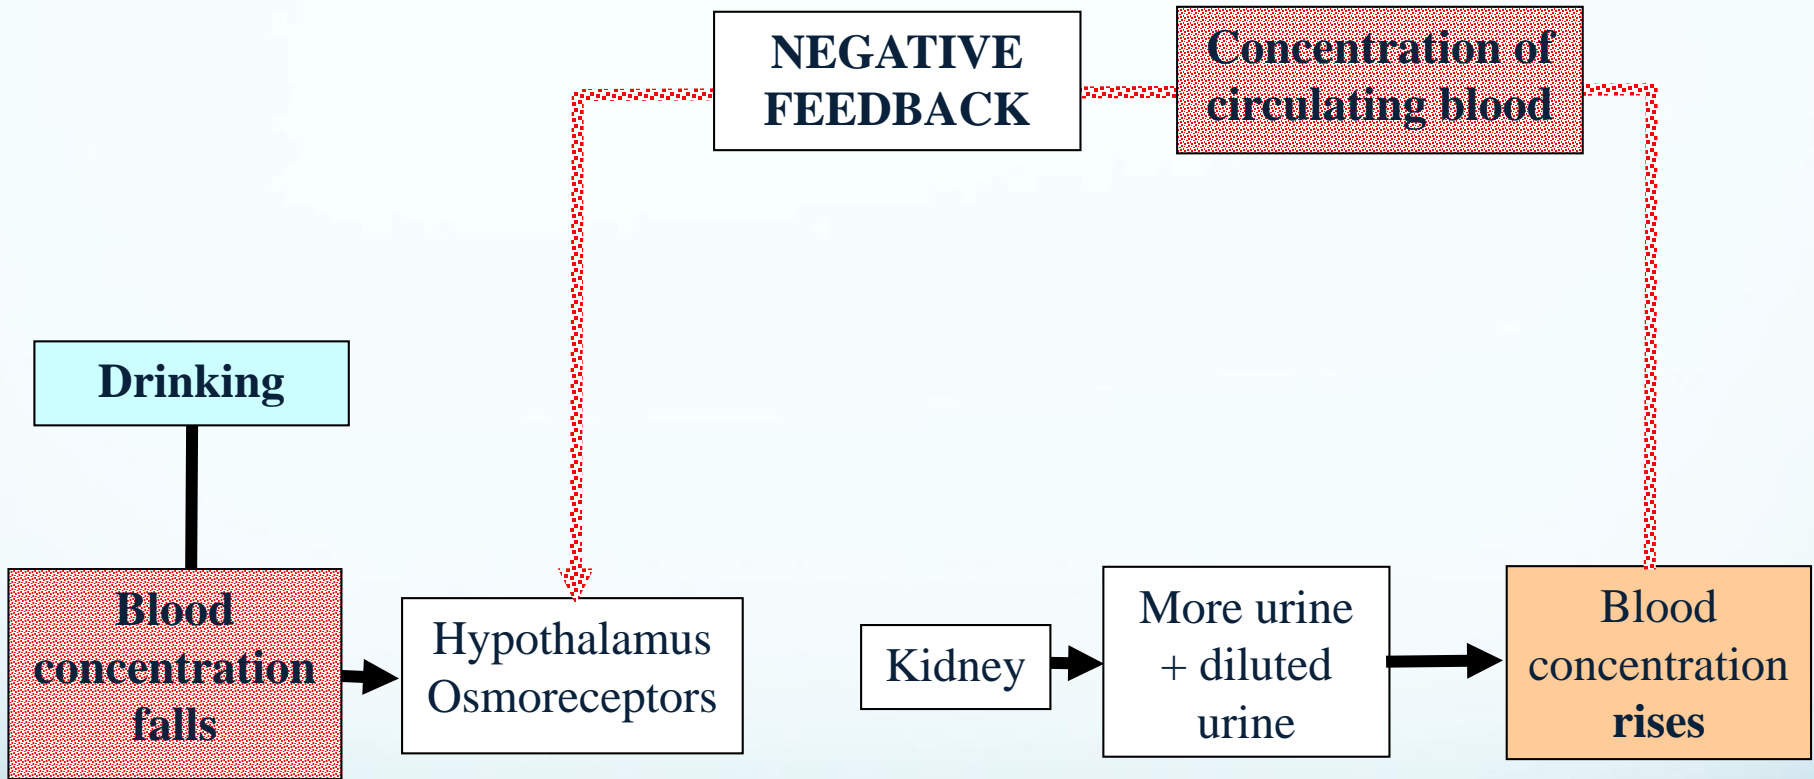 NEGATIVE
FEEDBACK
Concentration of
circulating blood
Drinking
Blood
concentration
falls
Hypothalamus
Osmoreceptors
Kidney
More urine
+ diluted
urine
Blood
concentration
rises